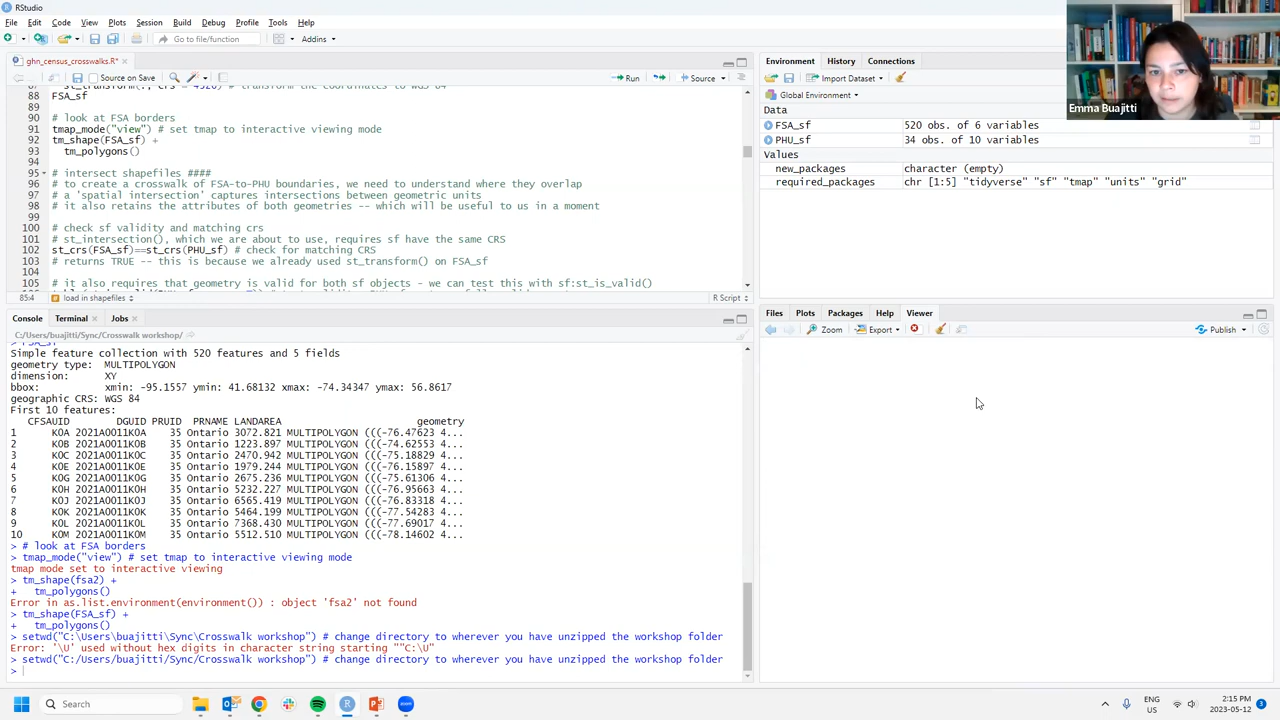 RStudio
File Edit Code View Plots Session Build Debug Profile Tools Help
Go to file/function Addins
ghn_census_crosswalks.R*
Source on Save Run Source
88 FSA_sf
89
90 # look at FSA borders
91 tmap_mode("view") # set tmap to interactive viewing mode
92 tm_shape(FSA_sf) +
93 tm_polygons()
94
95 # intersect shapefiles ####
96 # to create a crosswalk of FSA-to-PHU boundaries, we need to understand where they overlap
97 # a 'spatial intersection' captures intersections between geometric units
98 # it also retains the attributes of both geometries -- which will be useful to us in a moment
99
100 # check sf validity and matching crs
101 # st_intersection(), which we are about to use, requires sf have the same CRS
102 st_crs(FSA_sf)==st_crs(PHU_sf) # check for matching CRS
103 # returns TRUE -- this is because we already used st_transform() on FSA_sf
104
105 # it also requires that geometry is valid for both sf objects - we can test this with sf:st_is_valid()
85:4 load in shapefiles R Script
Console Terminal Jobs
C:/Users/buajitti/Sync/Crosswalk workshop/
Simple feature collection with 520 features and 5 fields
geometry type: MULTIPOLYGON
dimension: XY
bbox: xmin: -95.1557 ymin: 41.68132 xmax: -74.34347 ymax: 56.8617
geographic CRS: WGS 84
First 10 features:
CFSAUID DGUID PRUID PRNAME LANDAREA geometry
1 K0A 2021A0011K0A 35 Ontario 3072.821 MULTIPOLYGON (((-76.47623 4...
2 K0B 2021A0011K0B 35 Ontario 1223.897 MULTIPOLYGON (((-74.62553 4...
3 K0C 2021A0011K0C 35 Ontario 2470.942 MULTIPOLYGON (((-75.18829 4...
4 K0E 2021A0011K0E 35 Ontario 1979.244 MULTIPOLYGON (((-76.15897 4...
5 K0G 2021A0011K0G 35 Ontario 2675.236 MULTIPOLYGON (((-75.61306 4...
6 K0H 2021A0011K0H 35 Ontario 5232.227 MULTIPOLYGON (((-76.95663 4...
7 K0J 2021A0011K0J 35 Ontario 6565.419 MULTIPOLYGON (((-76.83318 4...
8 K0K 2021A0011K0K 35 Ontario 5464.199 MULTIPOLYGON (((-77.54283 4...
9 K0L 2021A0011K0L 35 Ontario 7368.430 MULTIPOLYGON (((-77.69017 4...
10 K0M 2021A0011K0M 35 Ontario 5512.510 MULTIPOLYGON (((-78.14602 4...
> # look at FSA borders
> tmap_mode("view") # set tmap to interactive viewing mode
tmap mode set to interactive viewing
> tm_shape(fsa2) +
+ tm_polygons()
Error in as.list.environment(environment()) : object 'fsa2' not found
> tm_shape(FSA_sf) +
+ tm_polygons()
> setwd("C:\Users\buajitti\Sync\Crosswalk workshop") # change directory to wherever you have unzipped the workshop folder
Error: '\U' used without hex digits in character string starting ""C:\U"
> setwd("C:/Users/buajitti/Sync/Crosswalk workshop") # change directory to wherever you have unzipped the workshop folder
>
Environment History Connections
Import Dataset
Global Environment
Data
FSA_sf 520 obs. of 6 variables
PHU_sf 34 obs. of 10 variables
Values
new_packages character (empty)
required_packages chr [1:5] "tidyverse" "sf" "tmap" "units" "grid"
Files Plots Packages Help Viewer
Zoom Export Publish
Emma Buajitti
Search
ENG
US
2:15 PM
2023-05-12
3